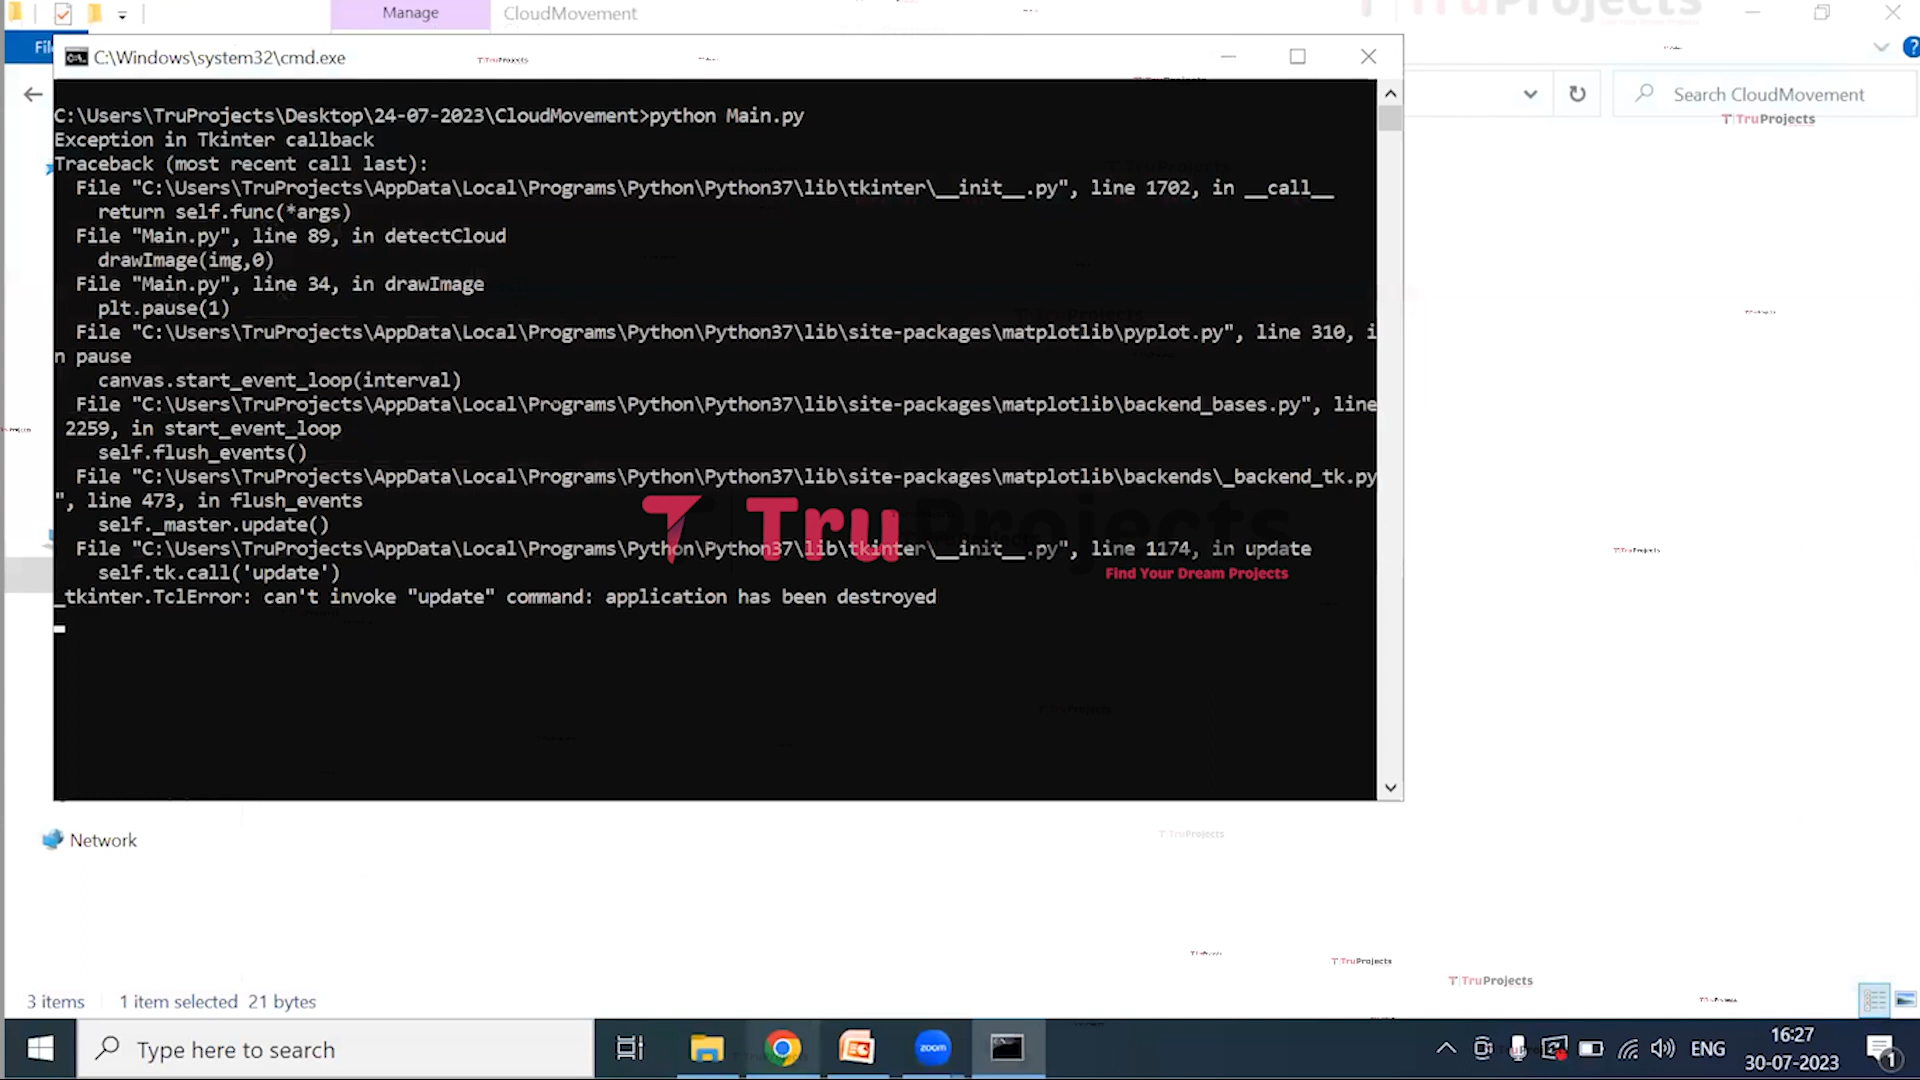 Manage
CloudMovement
TruProjects
C:\Windows\system32\cmd.exe
TruProjects
Search CloudMovement
TruProjects
C:\Users\TruProjects\Desktop\24-07-2023\CloudMovement>python Main.py
Exception in Tkinter callback
Traceback (most recent call last):
File "C:\Users\TruProjects\AppData\Local\Programs\Python\Python37\lib\tkinter\__init__.py", line 1702, in __call__
return self.func(*args)
File "Main.py", line 89, in detectCloud
drawImage(img,0)
File "Main.py", line 34, in drawImage
plt.pause(1)
File "C:\Users\TruProjects\AppData\Local\Programs\Python\Python37\lib\site-packages\matplotlib\pyplot.py", line 310, i
n pause
canvas.start_event_loop(interval)
File "C:\Users\TruProjects\AppData\Local\Programs\Python\Python37\lib\site-packages\matplotlib\backend_bases.py", line
2259, in start_event_loop
self.flush_events()
File "C:\Users\TruProjects\AppData\Local\Programs\Python\Python37\lib\site-packages\matplotlib\backends\_backend_tk.py
", line 473, in flush_events
self._master.update()
File "C:\Users\TruProjects\AppData\Local\Programs\Python\Python37\lib\tkinter\__init__.py", line 1174, in update
self.tk.call('update')
_tkinter.TclError: can't invoke "update" command: application has been destroyed
TruProjects
Find Your Dream Projects
TruProjects
Network
TruProjects
TruProjects
TruProjects
3 items 1 item selected 21 bytes
Type here to search
zoom
ENG
16:27
30-07-2023
1